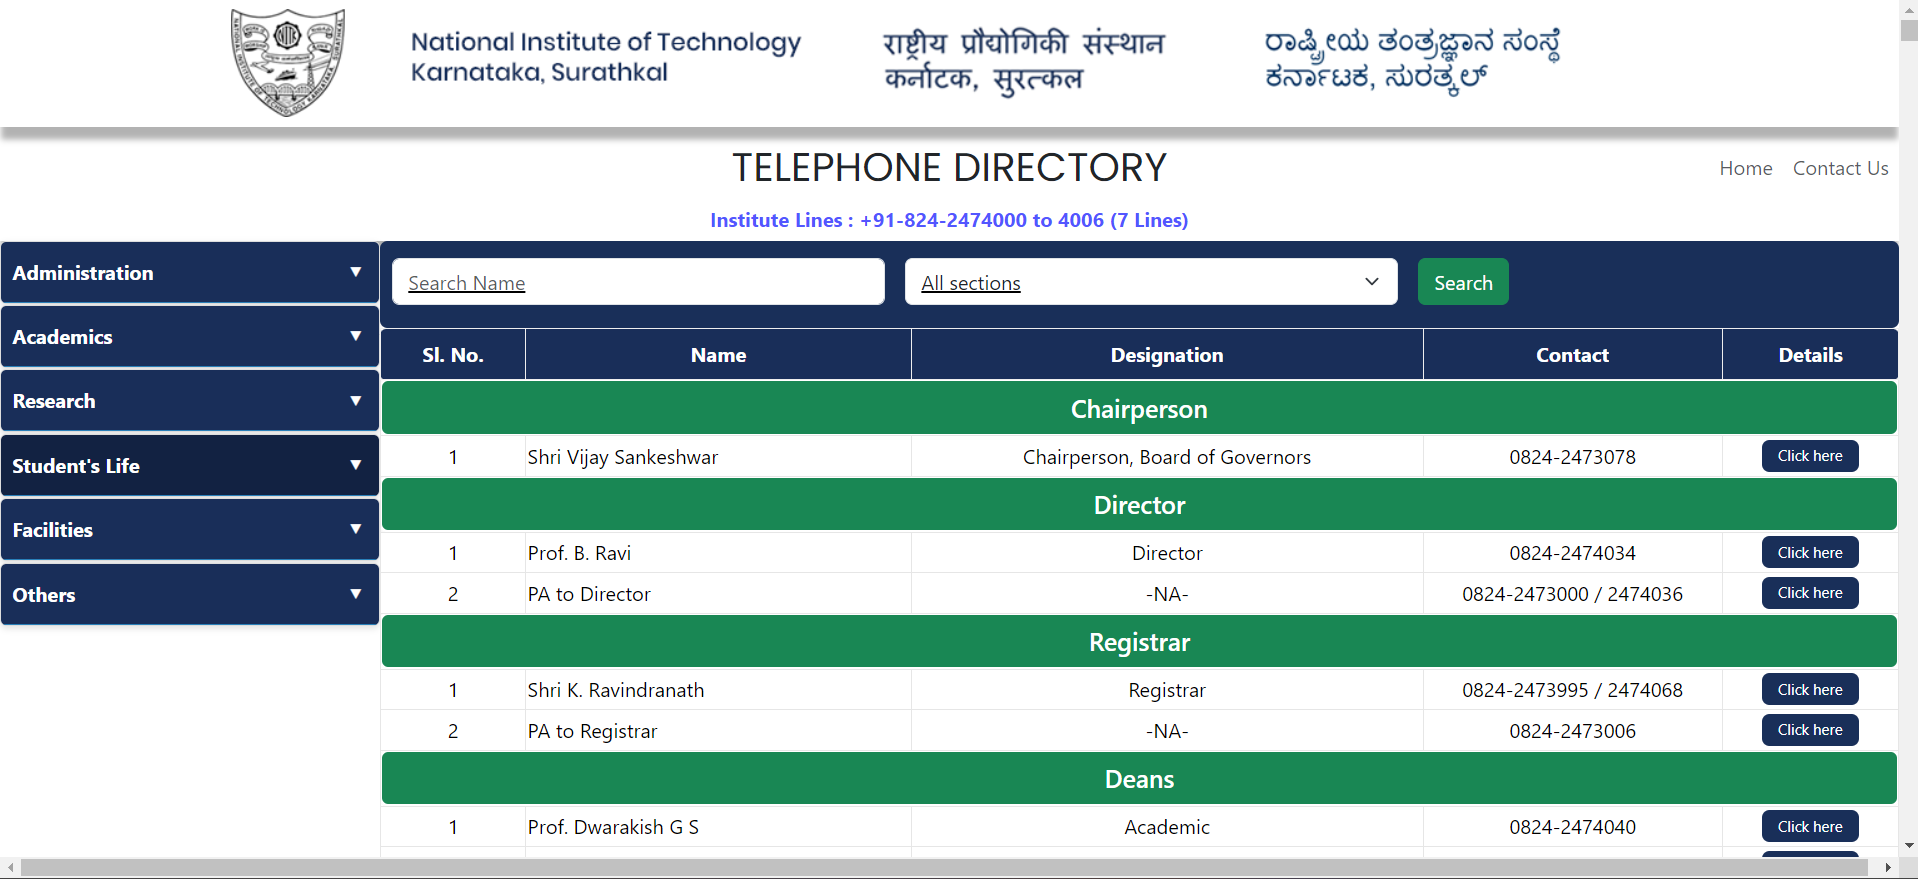 National Institute of Technology
Karnataka, Surathkal
राष्ट्रीय प्रौद्योगिकी संस्थान
कर्नाटक, सुरत्कल
ರಾಷ್ಟ್ರೀಯ ತಂತ್ರಜ್ಞಾನ ಸಂಸ್ಥೆ
ಕರ್ನಾಟಕ, ಸುರತ್ಕಲ್
TELEPHONE DIRECTORY
Home Contact Us
Institute Lines : +91-824-2474000 to 4006 (7 Lines)
Administration ▼
Academics ▼
Research ▼
Student's Life ▼
Facilities ▼
Others ▼
Search Name All sections Search
Sl. No. Name Designation Contact Details
Chairperson
1 Shri Vijay Sankeshwar Chairperson, Board of Governors 0824-2473078 Click here
Director
1 Prof. B. Ravi Director 0824-2474034 Click here
2 PA to Director -NA- 0824-2473000 / 2474036 Click here
Registrar
1 Shri K. Ravindranath Registrar 0824-2473995 / 2474068 Click here
2 PA to Registrar -NA- 0824-2473006 Click here
Deans
1 Prof. Dwarakish G S Academic 0824-2474040 Click here